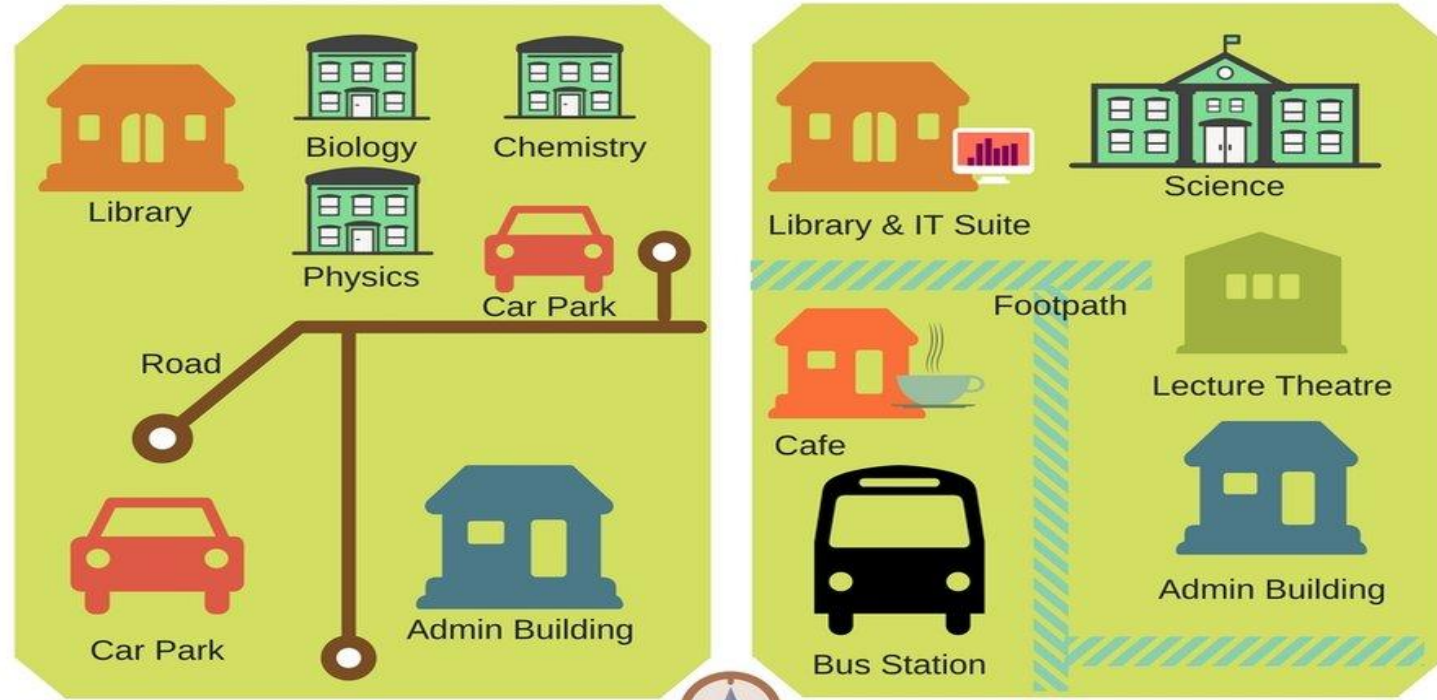 Biology
Chemistry
Library
Physics
Car Park
Road
Car Park
Admin Building
Science
Library & IT Suite
Footpath
Lecture Theatre
Cafe
Admin Building
Bus Station